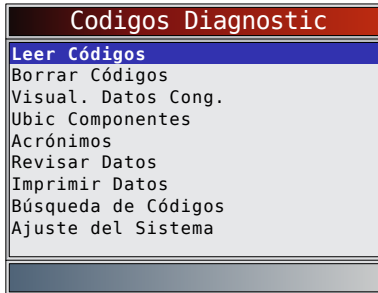 Codigos Diagnostic
Leer Códigos
Borrar Códigos
Visual. Datos Cong.
Ubic Componentes
Acrónimos
Revisar Datos
Imprimir Datos
Búsqueda de Códigos
Ajuste del Sistema